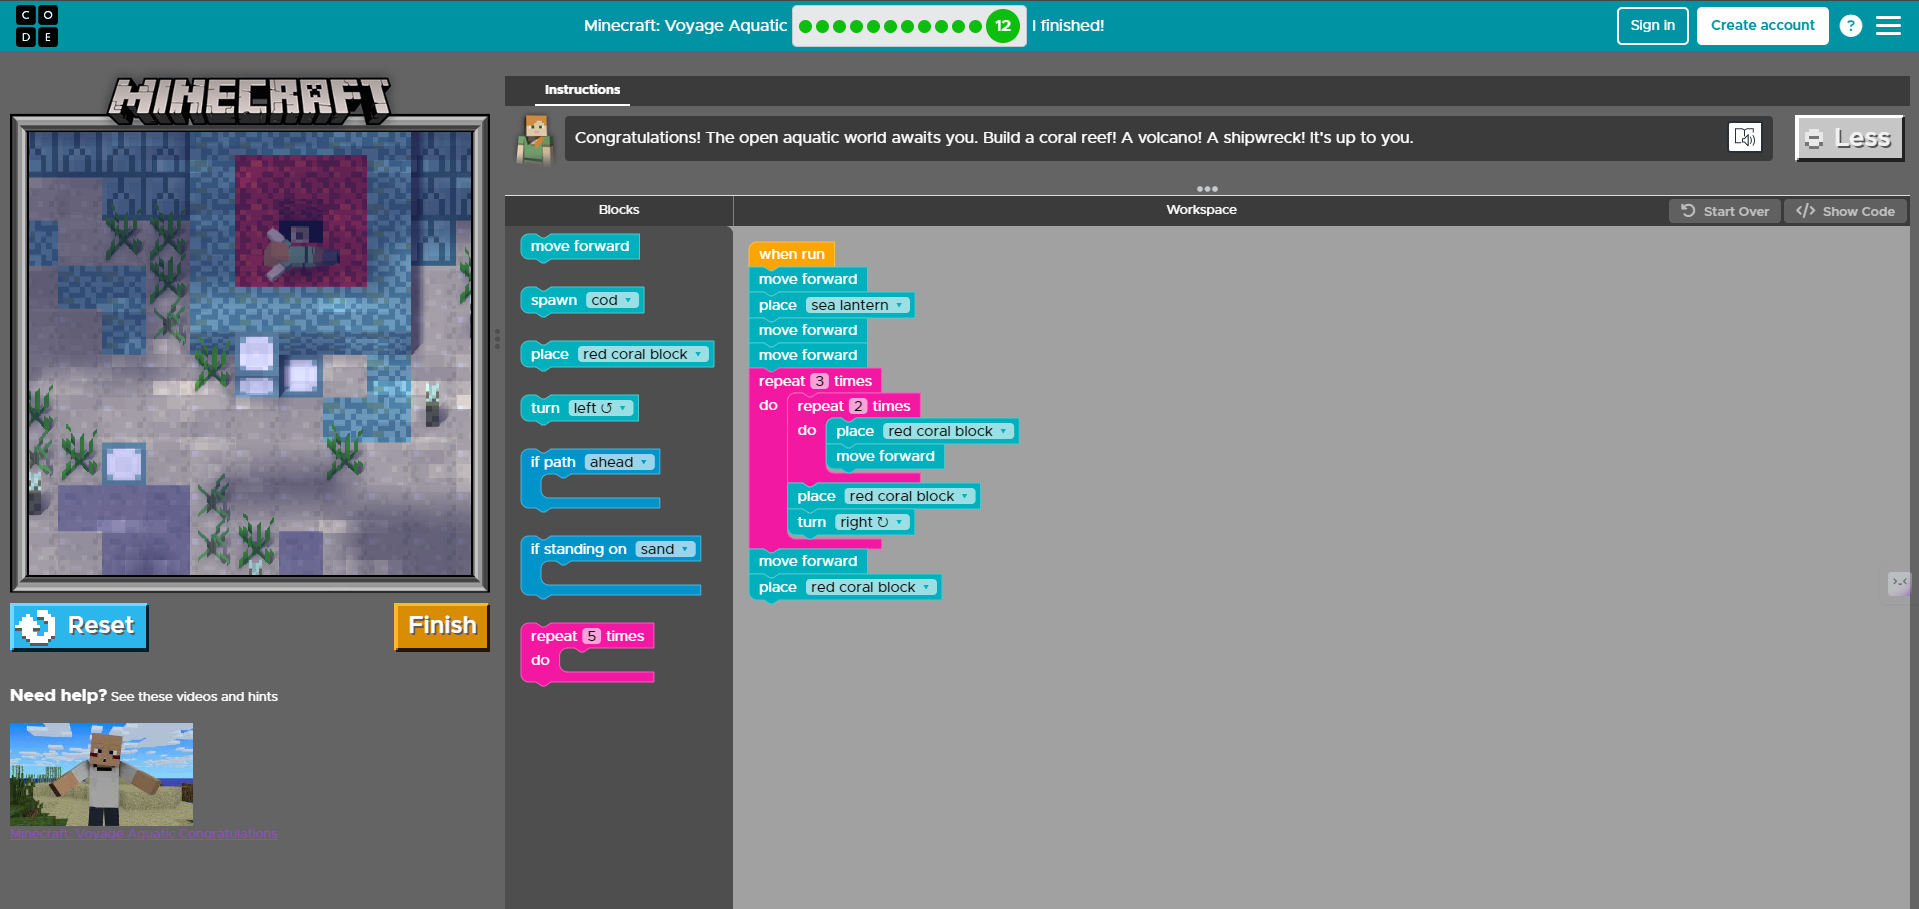 CODE
Minecraft: Voyage Aquatic 12 I finished!
Sign in
Create account
?
MINECRAFT
Instructions
Congratulations! The open aquatic world awaits you. Build a coral reef! A volcano! A shipwreck! It's up to you.
Less
Blocks
Workspace
Start Over
</> Show Code
move forward
spawn cod
place red coral block
turn left ↺
if path ahead
if standing on sand
repeat 5 times
do
when run
move forward
place sea lantern
move forward
move forward
repeat 3 times
do repeat 2 times
do place red coral block
move forward
place red coral block
turn right ↻
move forward
place red coral block
Reset
Finish
Need help? See these videos and hints
Minecraft: Voyage Aquatic Congratulations